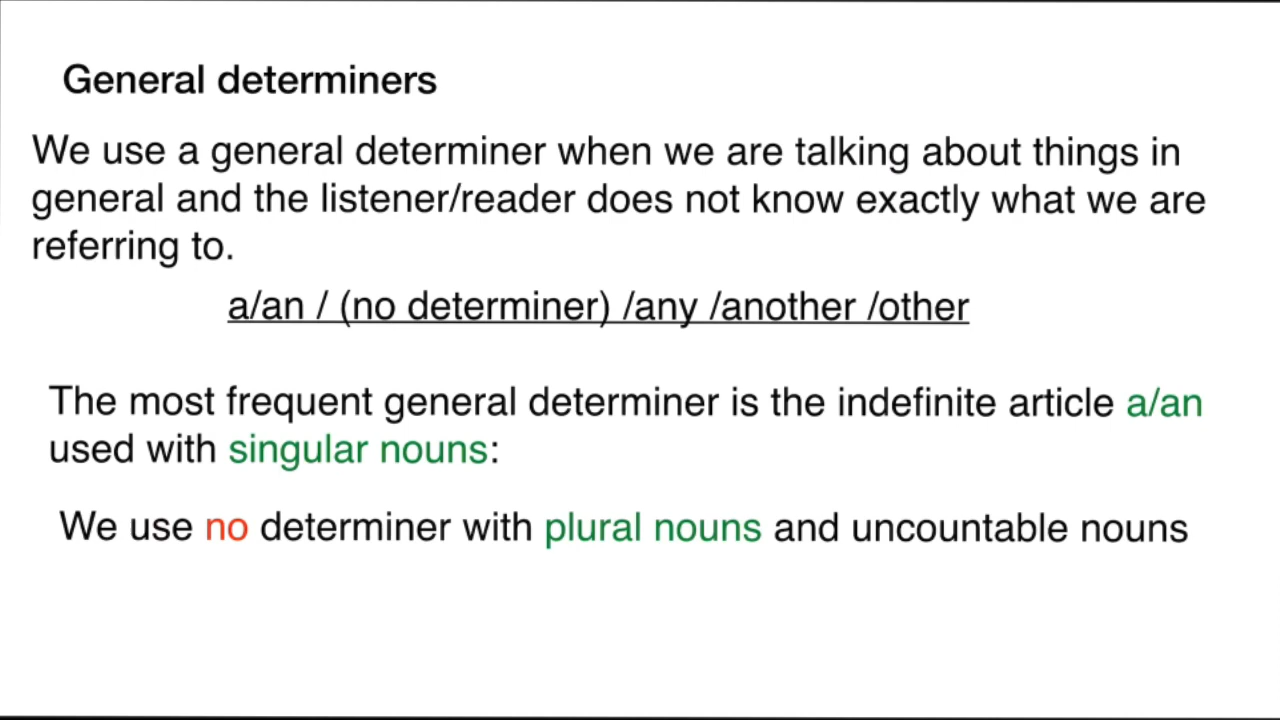 General determiners
We use a general determiner when we are talking about things in
general and the listener/reader does not know exactly what we are
referring to.
a/an / (no determiner) /any /another /other
The most frequent general determiner is the indefinite article a/an
used with singular nouns:
We use no determiner with plural nouns and uncountable nouns